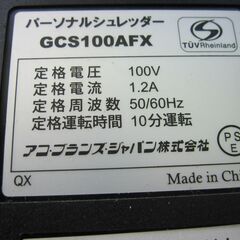 パーソナルシュレッダー
GCS100AFX
TÜVRheinland
定格電圧 100V
定格電流 1.2A
定格周波数 50/60Hz
定格運転時間 10分運転
アコ・ブランズ・ジャパン株式会社
PS
E
QX Made in Chi